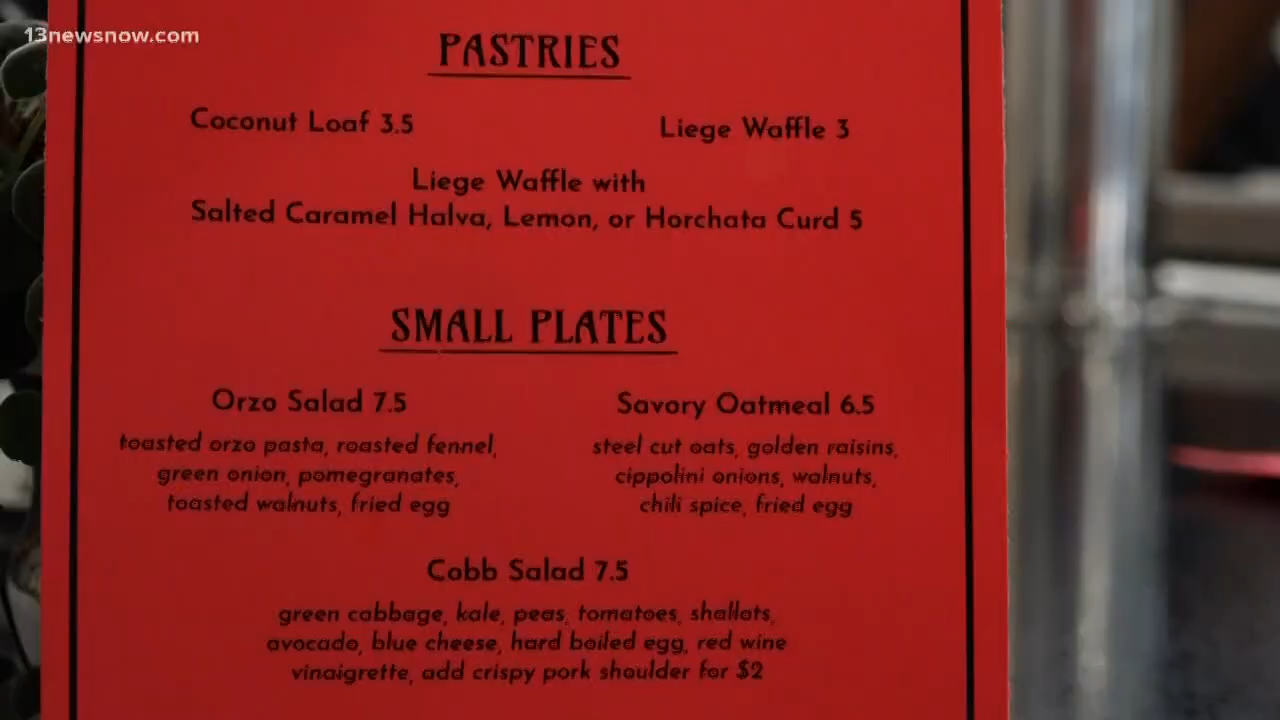 13newsnow.com
PASTRIES
Coconut Loaf 3.5
Liege Waffle 3
Liege Waffle with
Salted Caramel Halva, Lemon, or Horchata Curd 5
SMALL PLATES
Orzo Salad 7.5
toasted orzo pasta, roasted fennel,
green onion, pomegranates,
toasted walnuts, fried egg
Savory Oatmeal 6.5
steel cut oats, golden raisins,
cippolini onions, walnuts,
chili spice, fried egg
Cobb Salad 7.5
green cabbage, kale, peas, tomatoes, shallots,
avocado, blue cheese, hard boiled egg, red wine
vinaigrette, add crispy pork shoulder for $2